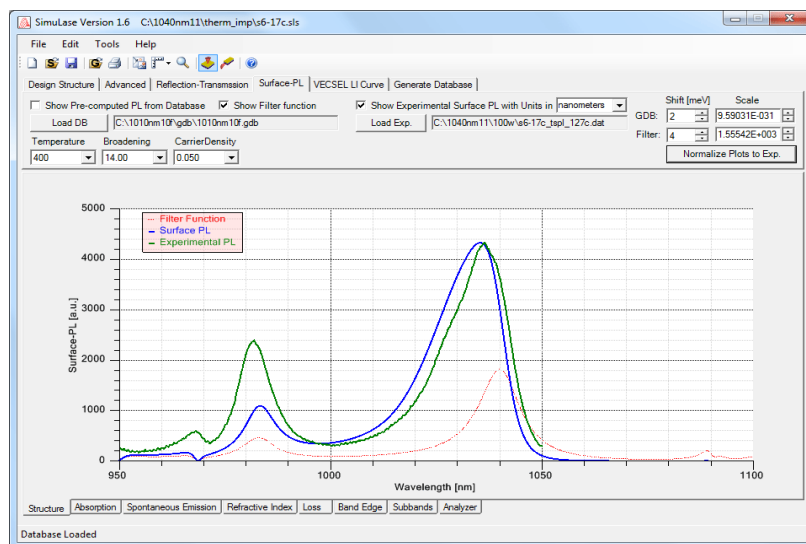 SimuLase Version 1.6 C:\1040nm11\therm_imp\s6-17c.sls
File Edit Tools Help
Design Structure Advanced Reflection-Transmssion Surface-PL VECSEL LI Curve Generate Database
Show Pre-computed PL from Database Show Filter function Show Experimental Surface PL with Units in nanometers
Shift [meV] Scale
Load DB C:\1010nm10f\gdb\1010nm10f.gdb Load Exp. C:\1040nm11\100w\s6-17c_tspl_127c.dat
GDB: 2 9.59031E-031
Filter: 4 1.55542E+003
Temperature Broadening CarrierDensity
400 14.00 0.050
Normalize Plots to Exp.
5000
4000
3000
2000
1000
0
Surface-PL [a.u.]
Filter Function
Surface PL
Experimental PL
950 1000 1050 1100
Wavelength [nm]
Structure Absorption Spontaneous Emission Refractive Index Loss Band Edge Subbands Analyzer
Database Loaded